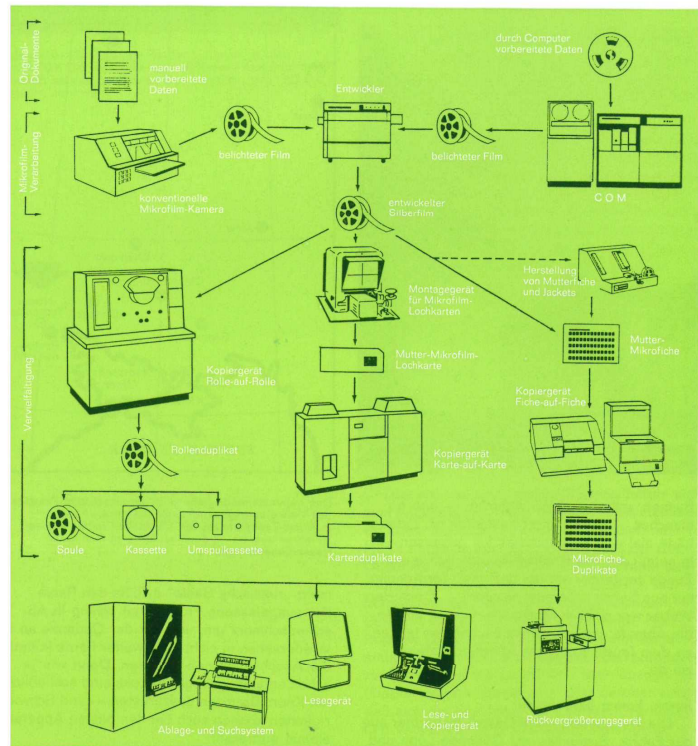 Original-
Dokumente
manuell
vorbereitete
Daten
durch Computer
vorbereitete Daten
Entwickler
Mikrofilm-
Verarbeitung
belichteter Film
belichteter Film
konventionelle
Mikrofilm-Kamera
COM
entwickelter
Silberfilm
Vervielfältigung
Montagegerät
für Mikrofilm-
Lochkarten
Herstellung
von Mutterfiche
und Jackets
Mutter-Mikrofilm-
Lochkarte
Mutter-
Mikrofiche
Kopiergerät
Rolle-auf-Rolle
Kopiergerät
Fiche-auf-Fiche
Rollenduplikat
Kopiergerät
Karte-auf-Karte
Spule
Kassette
Umspulkassette
Kartenduplikate
Mikrofiche-
Duplikate
Ablage- und Suchsystem
Lesegerät
Lese- und
Kopiergerät
Rückvergrößerungsgerät